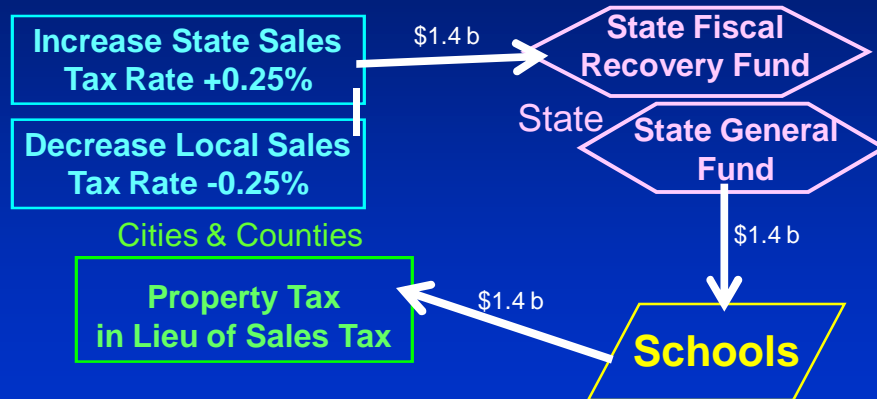 Increase State Sales
Tax Rate +0.25%
$1.4 b
State Fiscal
Recovery Fund
State
Decrease Local Sales
Tax Rate -0.25%
State General
Fund
Cities & Counties
$1.4 b
Property Tax
in Lieu of Sales Tax
$1.4 b
Schools